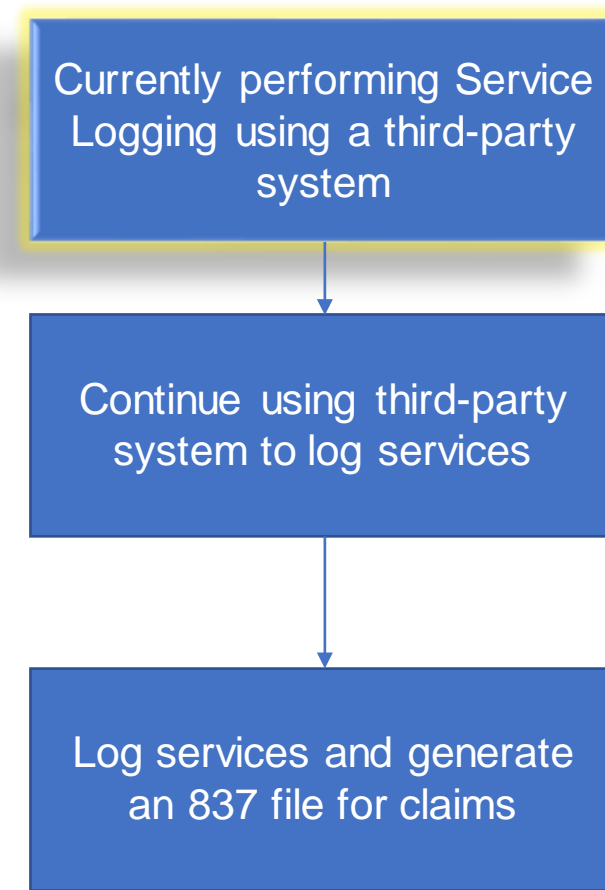 Currently performing Service
Logging using a third-party
system
Continue using third-party
system to log services
Log services and generate
an 837 file for claims